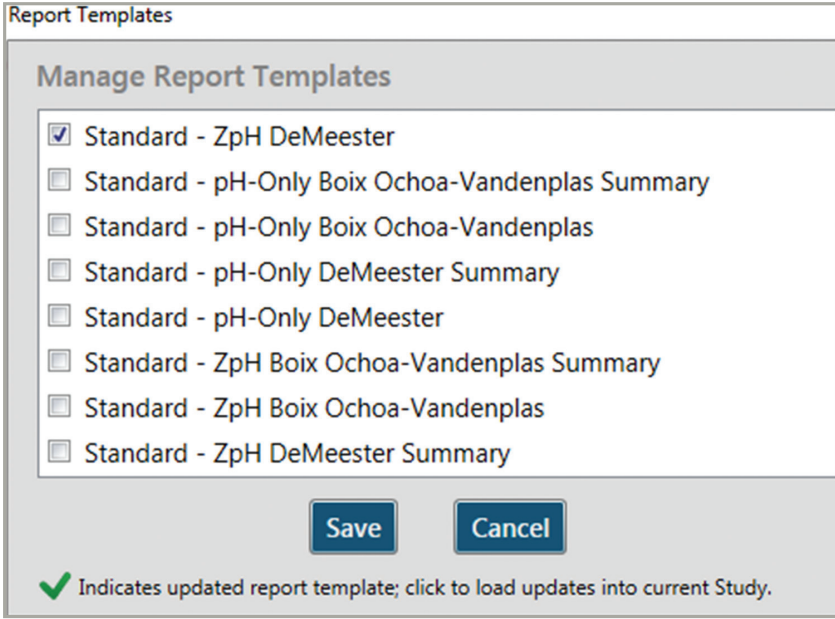 Report Templates
Manage Report Templates
Standard - ZpH DeMeester
Standard - pH-Only Boix Ochoa-Vandenplas Summary
Standard - pH-Only Boix Ochoa-Vandenplas
Standard - pH-Only DeMeester Summary
Standard - pH-Only DeMeester
Standard - ZpH Boix Ochoa-Vandenplas Summary
Standard - ZpH Boix Ochoa-Vandenplas
Standard - ZpH DeMeester Summary
Save Cancel
Indicates updated report template; click to load updates into current Study.